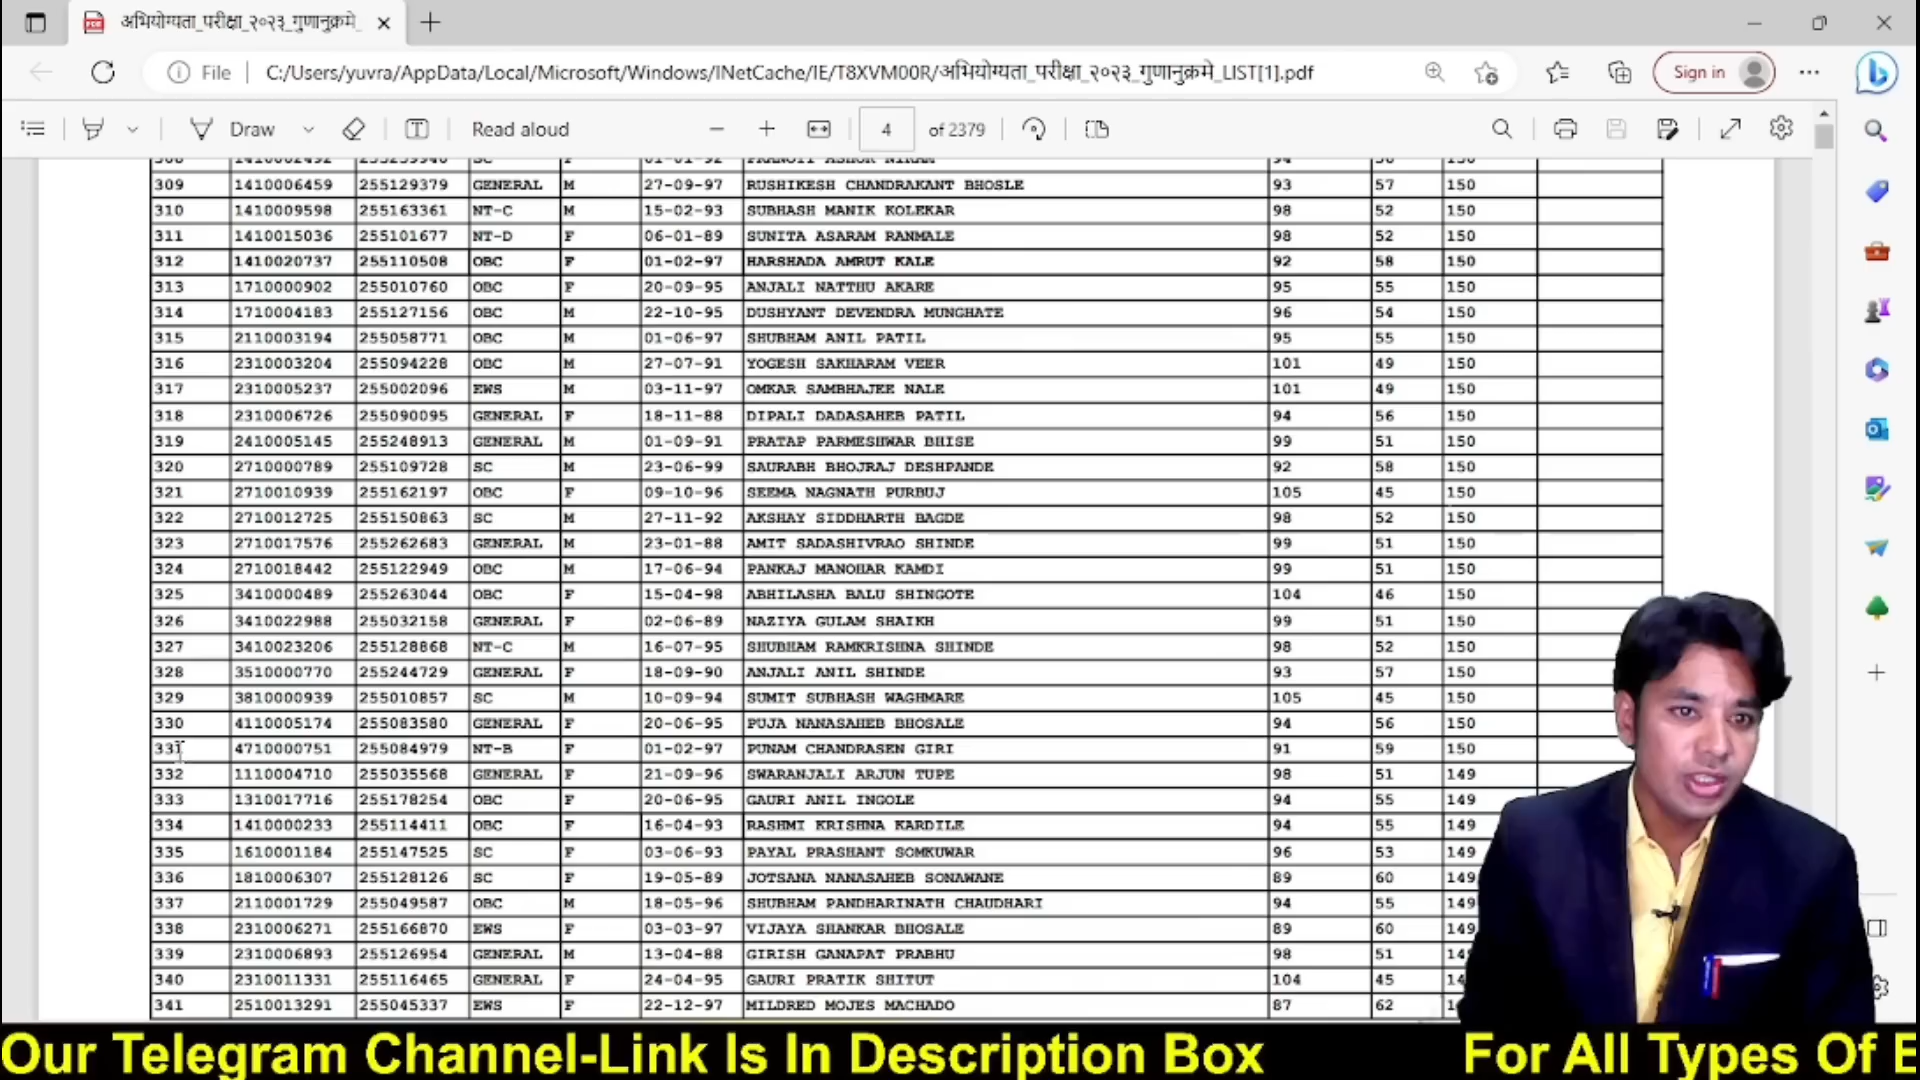 अभियोग्यता_परीक्षा_२०२३_गुणानुक्रमे_
File C:/Users/yuvra/AppData/Local/Microsoft/Windows/INetCache/IE/T8XVM00R/अभियोग्यता_परीक्षा_२०२३_गुणानुक्रमे_LIST[1].pdf Sign in
Draw Read aloud 4 of 2379
308 1410002492 255259940 SC F 01-01-92 94 56 150
309 1410006459 255129379 GENERAL M 27-09-97 RUSHIKESH CHANDRAKANT BHOSLE 93 57 150
310 1410009598 255163361 NT-C M 15-02-93 SUBHASH MANIK KOLEKAR 98 52 150
311 1410015036 255101677 NT-D F 06-01-89 SUNITA ASARAM RANMALE 98 52 150
312 1410020737 255110508 OBC F 01-02-97 HARSHADA AMRUT KALE 92 58 150
313 1710000902 255010760 OBC F 20-09-95 ANJALI NATTHU AKARE 95 55 150
314 1710004183 255127156 OBC M 22-10-95 DUSHYANT DEVENDRA MUNGHATE 96 54 150
315 2110003194 255058771 OBC M 01-06-97 SHUBHAM ANIL PATIL 95 55 150
316 2310003204 255094228 OBC M 27-07-91 YOGESH SAKHARAM VEER 101 49 150
317 2310005237 255002096 EWS M 03-11-97 OMKAR SAMBHAJEE NALE 101 49 150
318 2310006726 255090095 GENERAL F 18-11-88 DIPALI DADASAHEB PATIL 94 56 150
319 2410005145 255248913 GENERAL M 01-09-91 PRATAP PARMESHWAR BHISE 99 51 150
320 2710000789 255109728 SC M 23-06-99 SAURABH BHOJRAJ DESHPANDE 92 58 150
321 2710010939 255162197 OBC F 09-10-96 SEEMA NAGNATH PURBUJ 105 45 150
322 2710012725 255150863 SC M 27-11-92 AKSHAY SIDDHARTH BAGDE 98 52 150
323 2710017576 255262683 GENERAL M 23-01-88 AMIT SADASHIVRAO SHINDE 99 51 150
324 2710018442 255122949 OBC M 17-06-94 PANKAJ MANOHAR KAMDI 99 51 150
325 3410000489 255263044 OBC F 15-04-98 ABHILASHA BALU SHINGOTE 104 46 150
326 3410022988 255032158 GENERAL F 02-06-89 NAZIYA GULAM SHAIKH 99 51 150
327 3410023206 255128868 NT-C M 16-07-95 SHUBHAM RAMKRISHNA SHINDE 98 52 150
328 3510000770 255244729 GENERAL F 18-09-90 ANJALI ANIL SHINDE 93 57 150
329 3810000939 255010857 SC M 10-09-94 SUMIT SUBHASH WAGHMARE 105 45 150
330 4110005174 255083580 GENERAL F 20-06-95 PUJA NANASAHEB BHOSALE 94 56 150
331 4710000751 255084979 NT-B F 01-02-97 PUNAM CHANDRASEN GIRI 91 59 150
332 1110004710 255035568 GENERAL F 21-09-96 SWARANJALI ARJUN TUPE 98 51 149
333 1310017716 255178254 OBC F 20-06-95 GAURI ANIL INGOLE 94 55 149
334 1410000233 255114411 OBC F 16-04-93 RASHMI KRISHNA KARDILE 94 55 149
335 1610001184 255147525 SC F 03-06-93 PAYAL PRASHANT SOMKUWAR 96 53 149
336 1810006307 255128126 SC F 19-05-89 JOTSANA NANASAHEB SONAWANE 89 60 149
337 2110001729 255049587 OBC M 18-05-96 SHUBHAM PANDHARINATH CHAUDHARI 94 55 149
338 2310006271 255166870 EWS F 03-03-97 VIJAYA SHANKAR BHOSALE 89 60 149
339 2310006893 255126954 GENERAL M 13-04-88 GIRISH GANAPAT PRABHU 98 51 14
340 2310011331 255116465 GENERAL F 24-04-95 GAURI PRATIK SHITUT 104 45 14
341 2510013291 255045337 EWS F 22-12-97 MILDRED MOJES MACHADO 87 62
Our Telegram Channel-Link Is In Description Box For All Types Of E